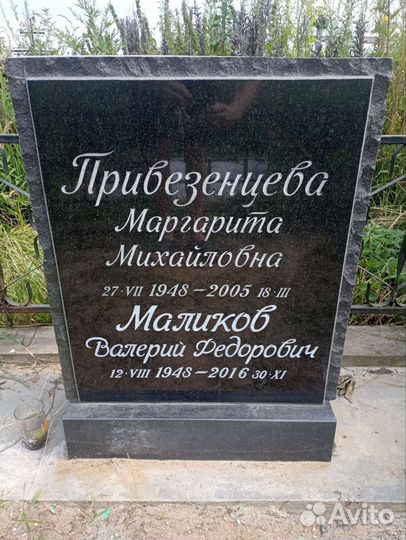 Привезенцева
Маргарита
Михайловна
27·VII 1948–2005 18·III
Маликов
Валерий Федорович
12·VIII 1948–2016 30·XI
Avito